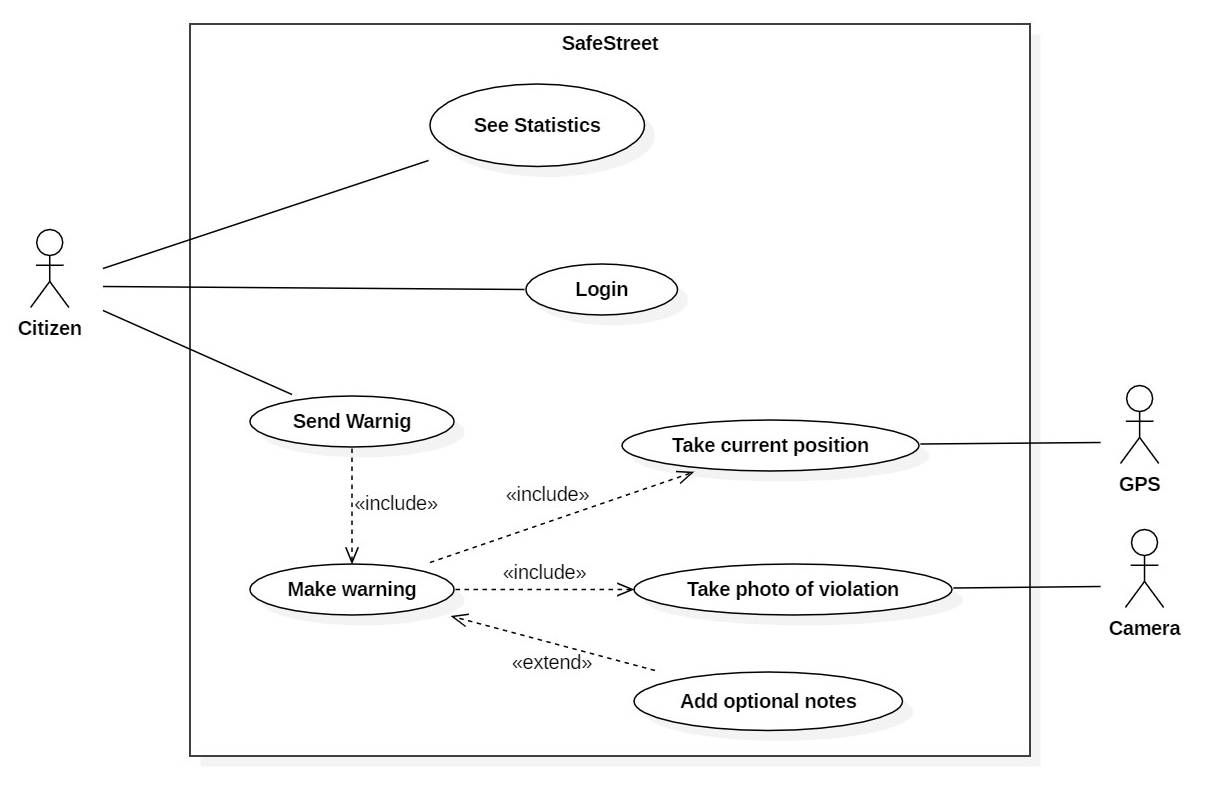 SafeStreet
See Statistics
Login
Citizen
Send Warnig
Take current position
GPS
«include»
«include»
«include»
Make warning
Take photo of violation
Camera
«extend»
Add optional notes